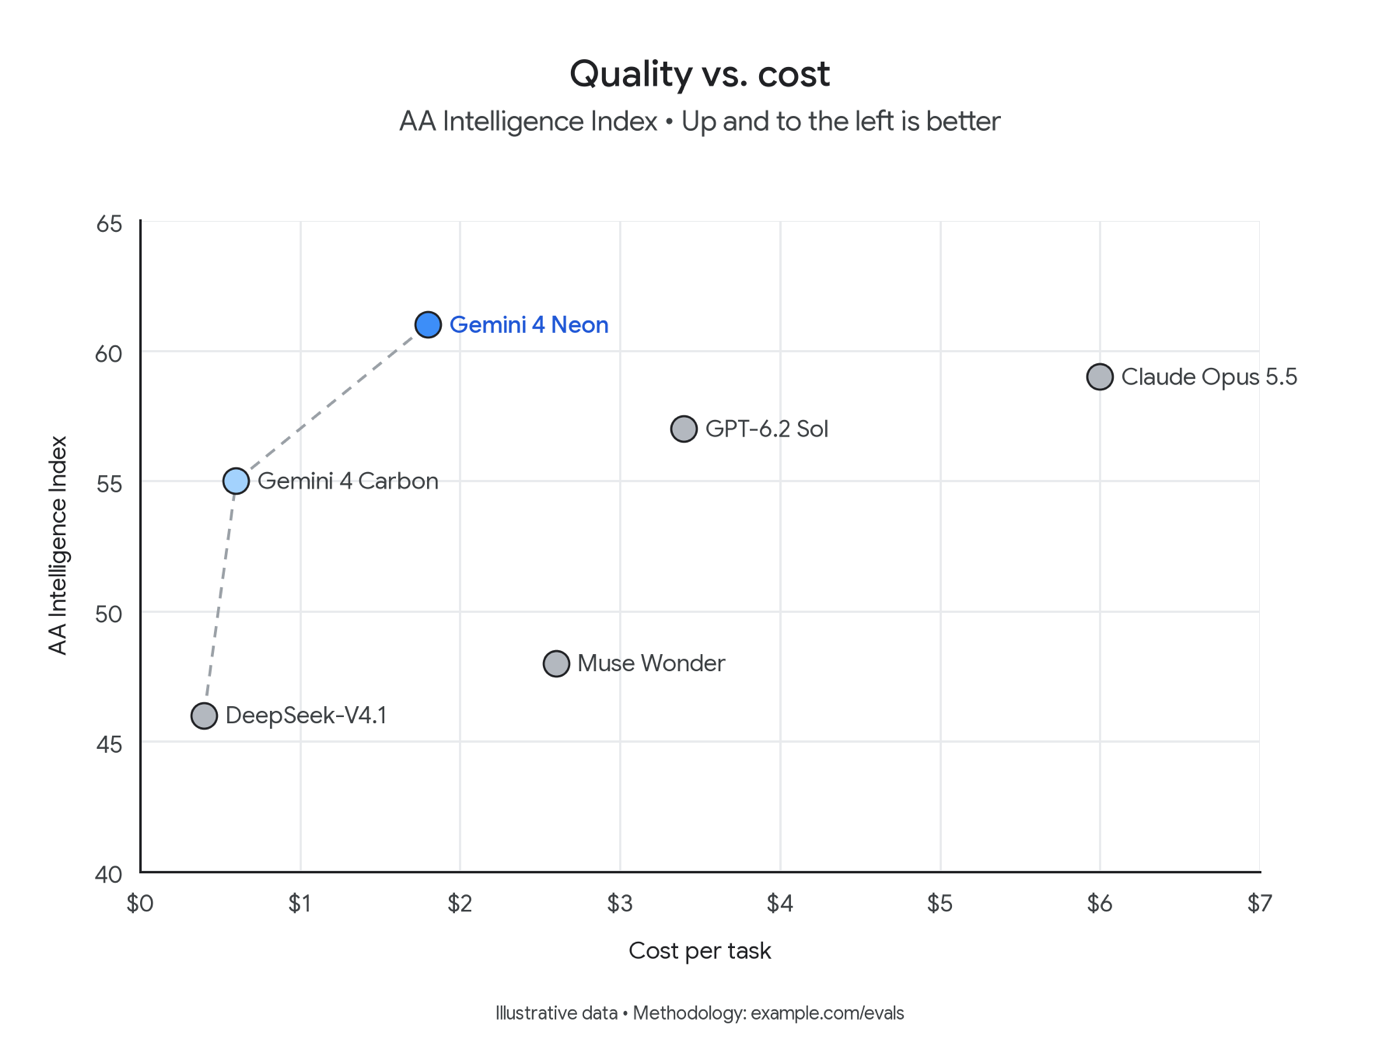 Quality vs. cost
AA Intelligence Index • Up and to the left is better
65
60
55
50
45
40
AA Intelligence Index
Gemini 4 Neon
Claude Opus 5.5
GPT-6.2 Sol
Gemini 4 Carbon
Muse Wonder
DeepSeek-V4.1
$0 $1 $2 $3 $4 $5 $6 $7
Cost per task
Illustrative data • Methodology: example.com/evals